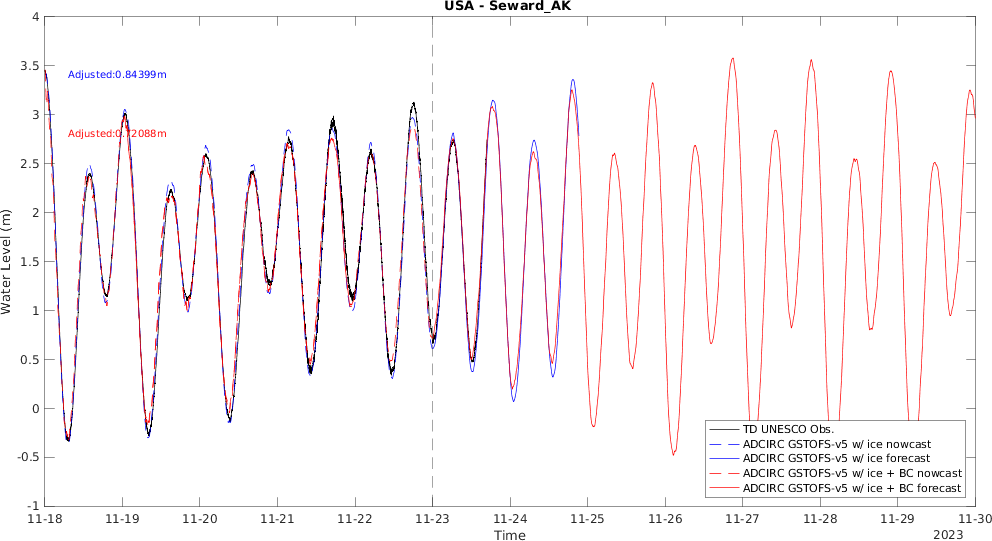 USA - Seward_AK
4
3.5
3
2.5
2
1.5
1
0.5
0
-0.5
-1
Water Level (m)
Adjusted:0.84399m
Adjusted:0.72088m
TD UNESCO Obs.
ADCIRC GSTOFS-v5 w/ ice nowcast
ADCIRC GSTOFS-v5 w/ ice forecast
ADCIRC GSTOFS-v5 w/ ice + BC nowcast
ADCIRC GSTOFS-v5 w/ ice + BC forecast
11-18 11-19 11-20 11-21 11-22 11-23 11-24 11-25 11-26 11-27 11-28 11-29 11-30
Time
2023